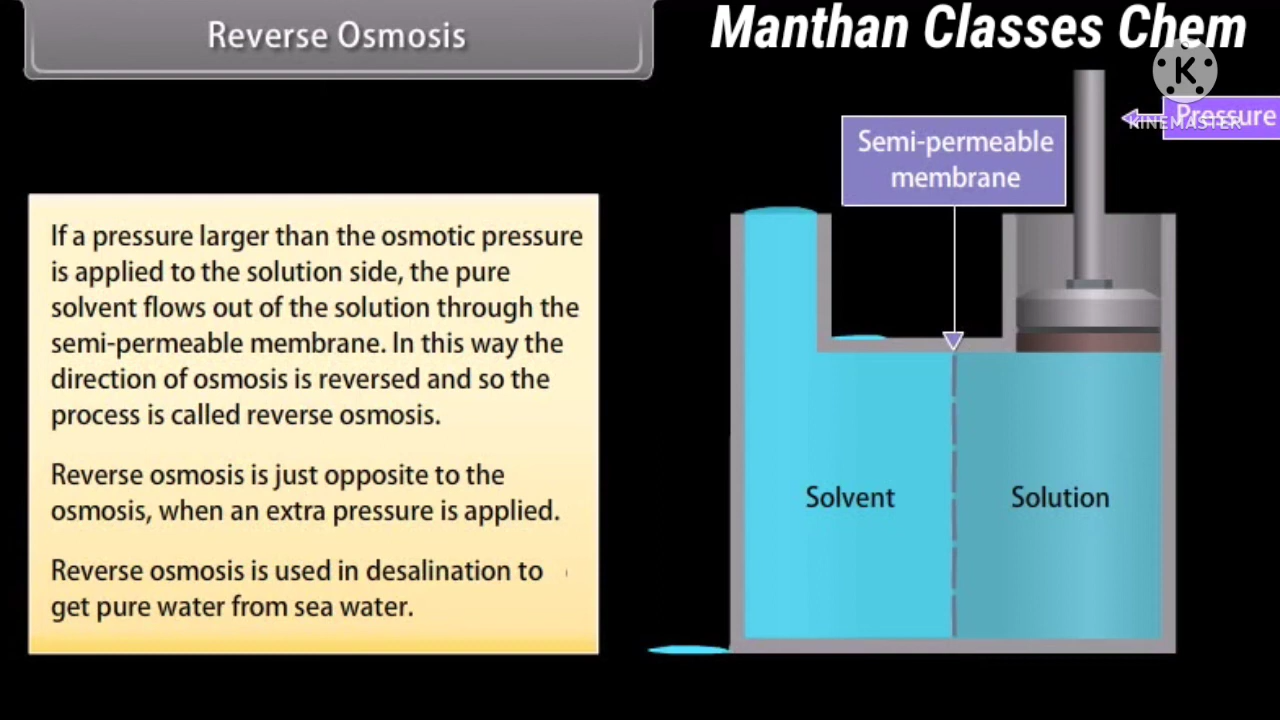 Reverse Osmosis
Manthan Classes Chem
K
KINEMASTER
Pressure
Semi-permeable
membrane
If a pressure larger than the osmotic pressure
is applied to the solution side, the pure
solvent flows out of the solution through the
semi-permeable membrane. In this way the
direction of osmosis is reversed and so the
process is called reverse osmosis.
Reverse osmosis is just opposite to the
osmosis, when an extra pressure is applied.
Reverse osmosis is used in desalination to
get pure water from sea water.
Solvent
Solution